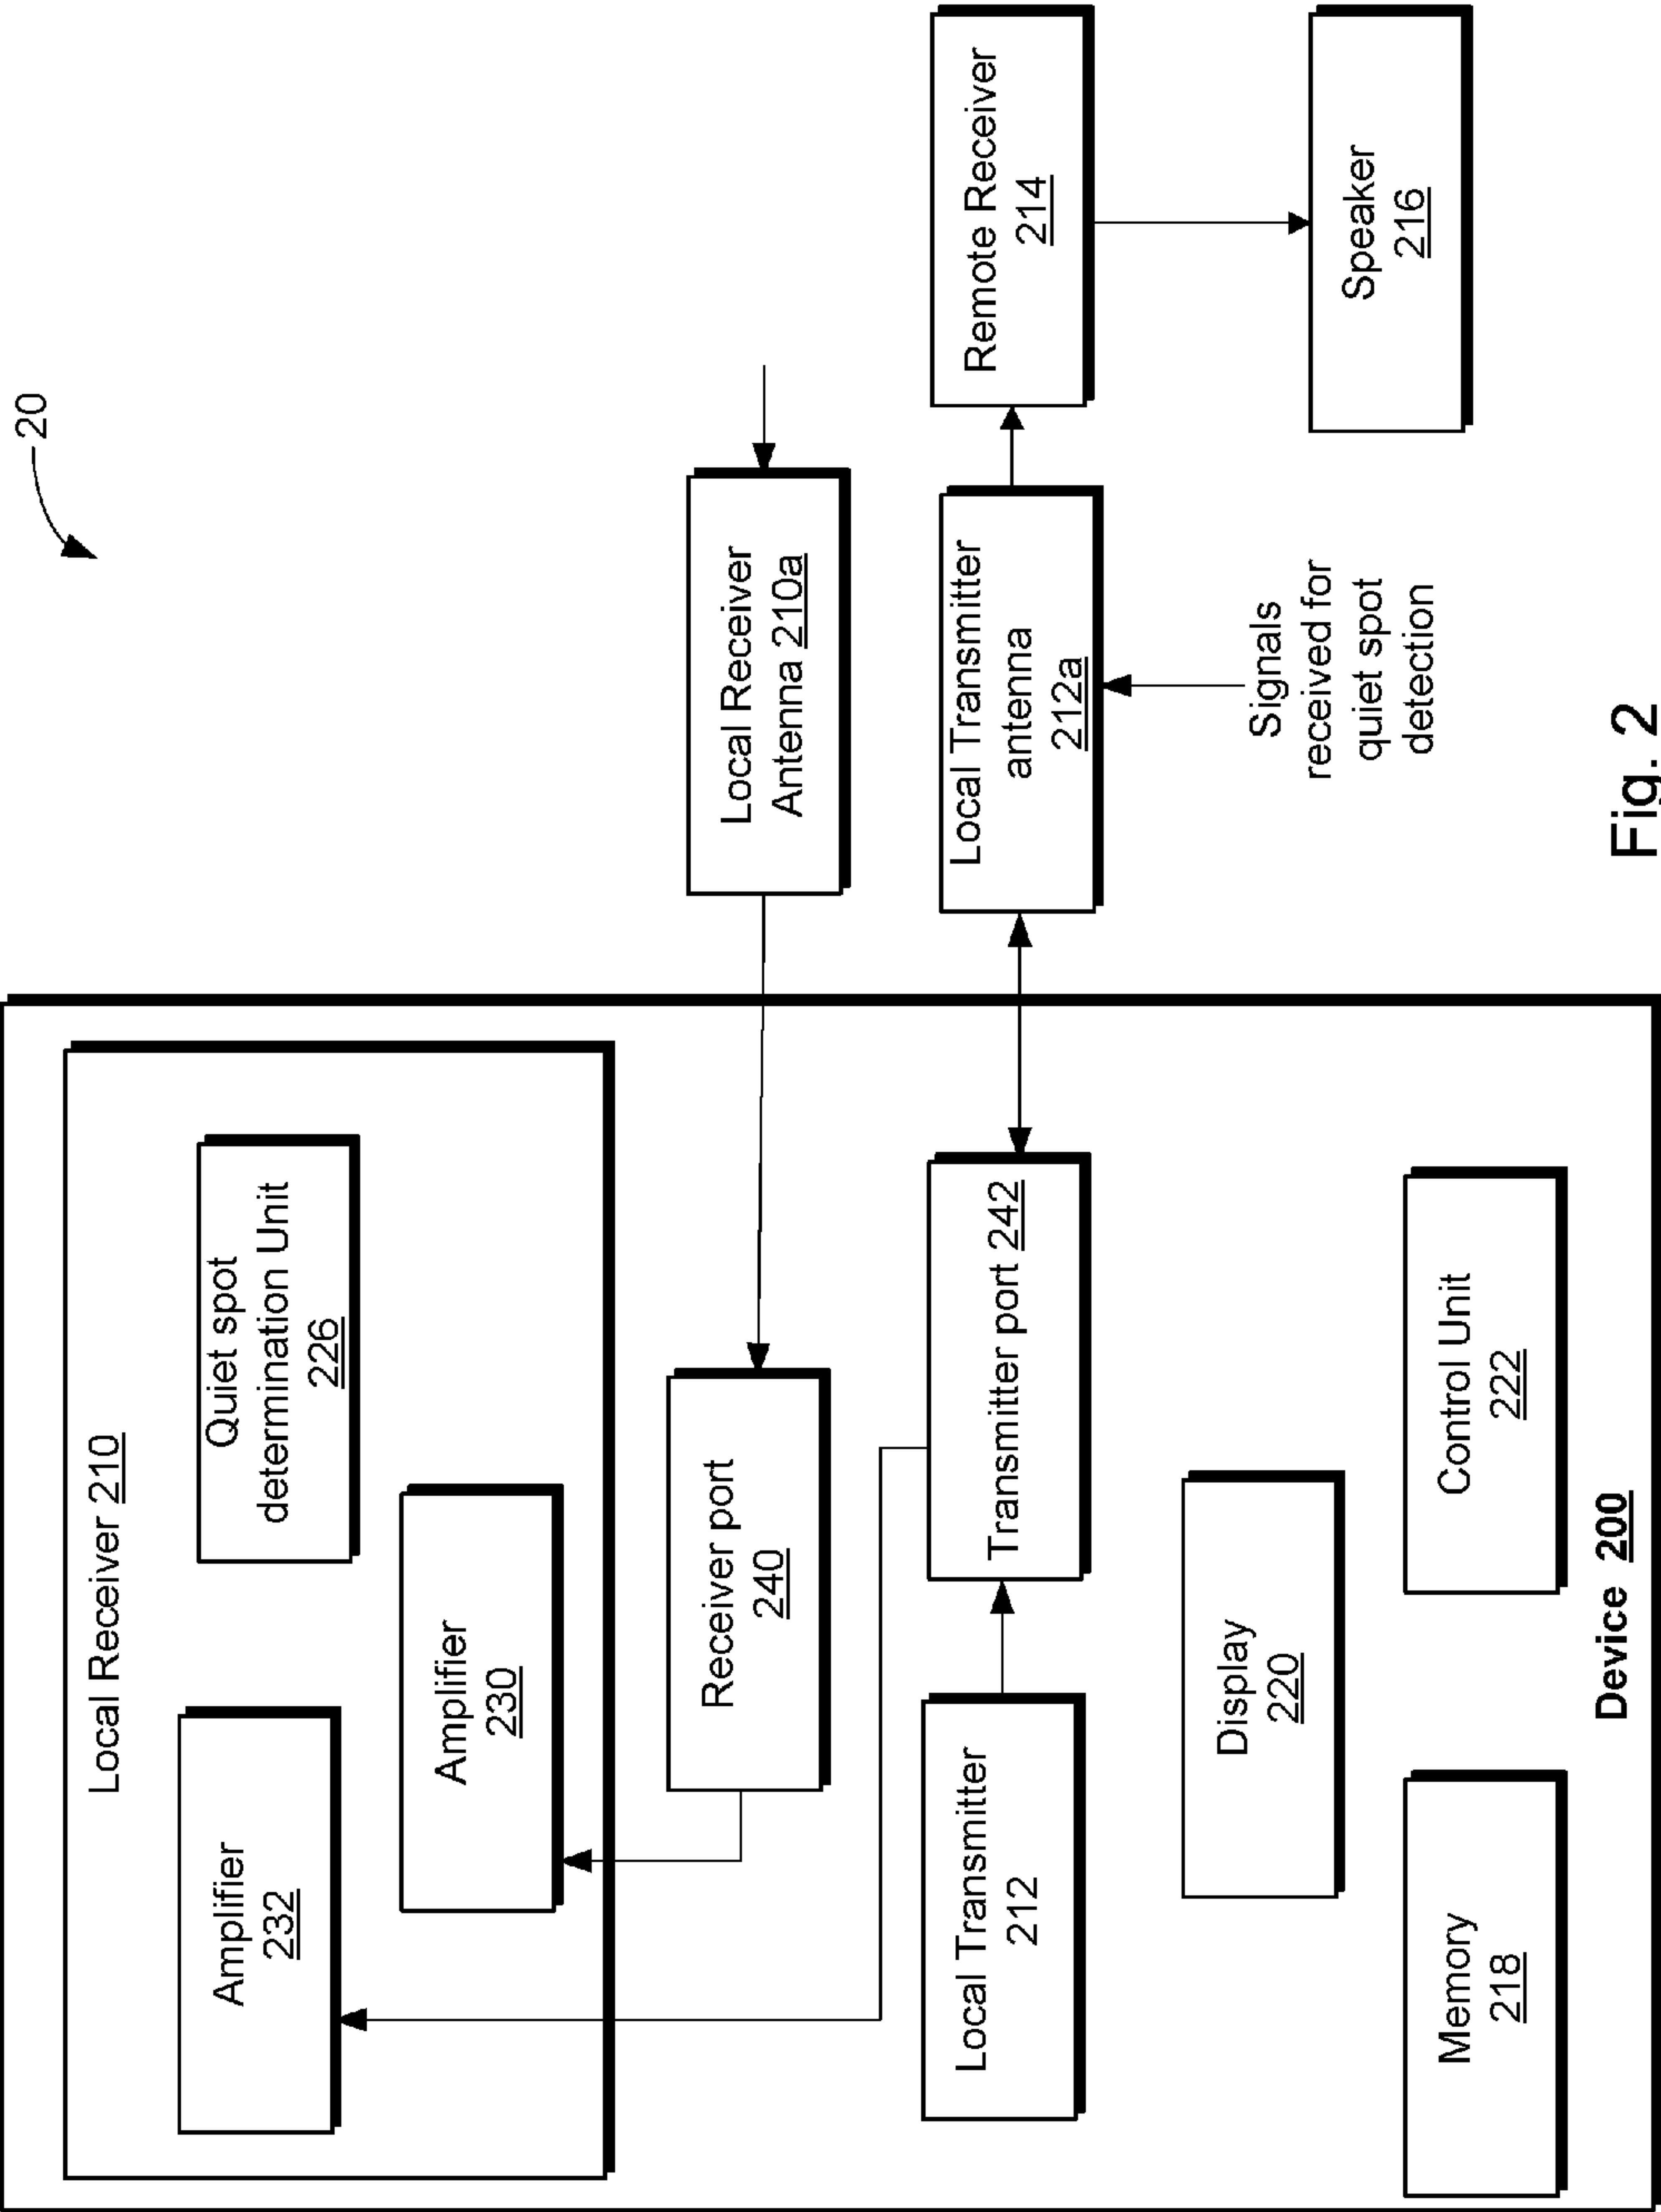 20
Local Receiver 210
Amplifier
232
Quiet spot
determination Unit
226
Amplifier
230
Receiver port
240
Local Receiver
Antenna 210a
Local Transmitter
212
Transmitter port 242
Local Transmitter
antenna
212a
Remote Receiver
214
Signals
received for
quiet spot
detection
Speaker
216
Display
220
Memory
218
Control Unit
222
Device 200
Fig. 2